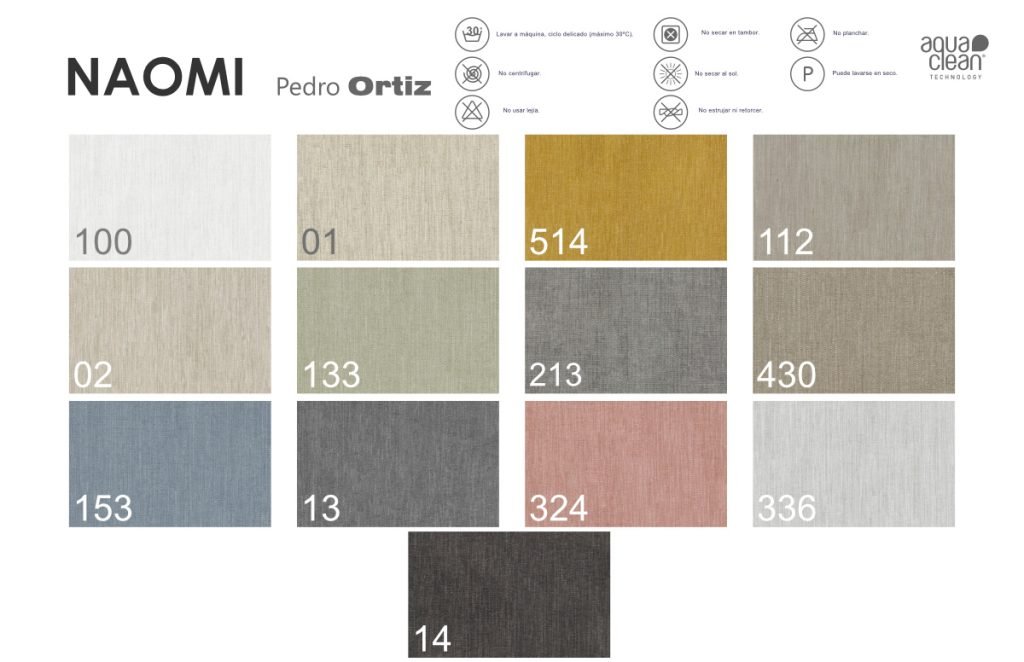 NAOMI
Pedro Ortiz
30
Lavar a máquina, ciclo delicado (máximo 30ºC).
No centrifugar.
No usar lejía.
No secar en tambor.
No secar al sol.
No estrujar ni retorcer.
No planchar.
P
Puede lavarse en seco.
aqua
clean
TECHNOLOGY
100
01
514
112
02
133
213
430
153
13
324
336
14